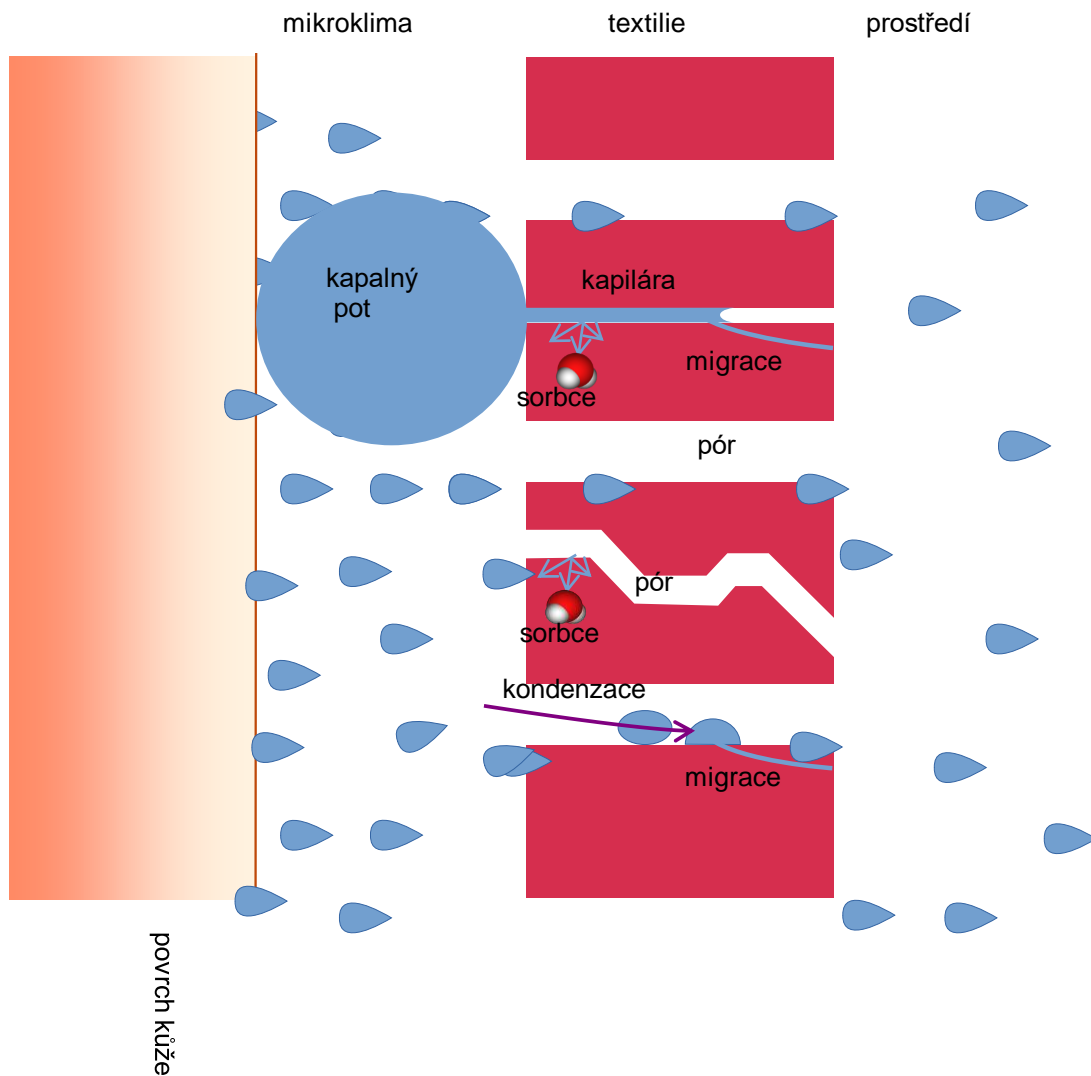 mikroklima
textilie
prostředí
kapalný
pot
kapilára
migrace
sorbce
pór
pór
sorbce
kondenzace
migrace
povrch kůže